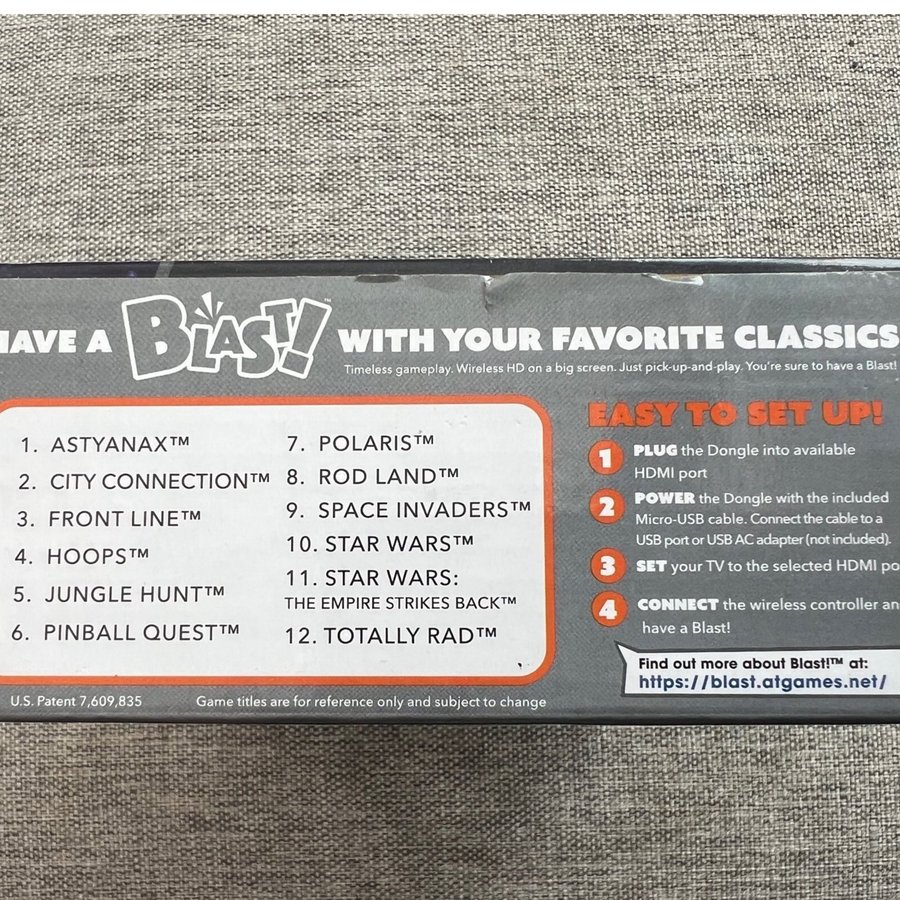 HAVE A BLAST!™ WITH YOUR FAVORITE CLASSICS
Timeless gameplay. Wireless HD on a big screen. Just pick-up-and-play. You're sure to have a Blast!
1. ASTYANAX™
2. CITY CONNECTION™
3. FRONT LINE™
4. HOOPS™
5. JUNGLE HUNT™
6. PINBALL QUEST™
7. POLARIS™
8. ROD LAND™
9. SPACE INVADERS™
10. STAR WARS™
11. STAR WARS:
THE EMPIRE STRIKES BACK™
12. TOTALLY RAD™
EASY TO SET UP!
1 PLUG the Dongle into available
HDMI port
2 POWER the Dongle with the included
Micro-USB cable. Connect the cable to a
USB port or USB AC adapter (not included).
3 SET your TV to the selected HDMI po
4 CONNECT the wireless controller an
have a Blast!
Find out more about Blast!™ at:
https://blast.atgames.net/
U.S. Patent 7,609,835
Game titles are for reference only and subject to change